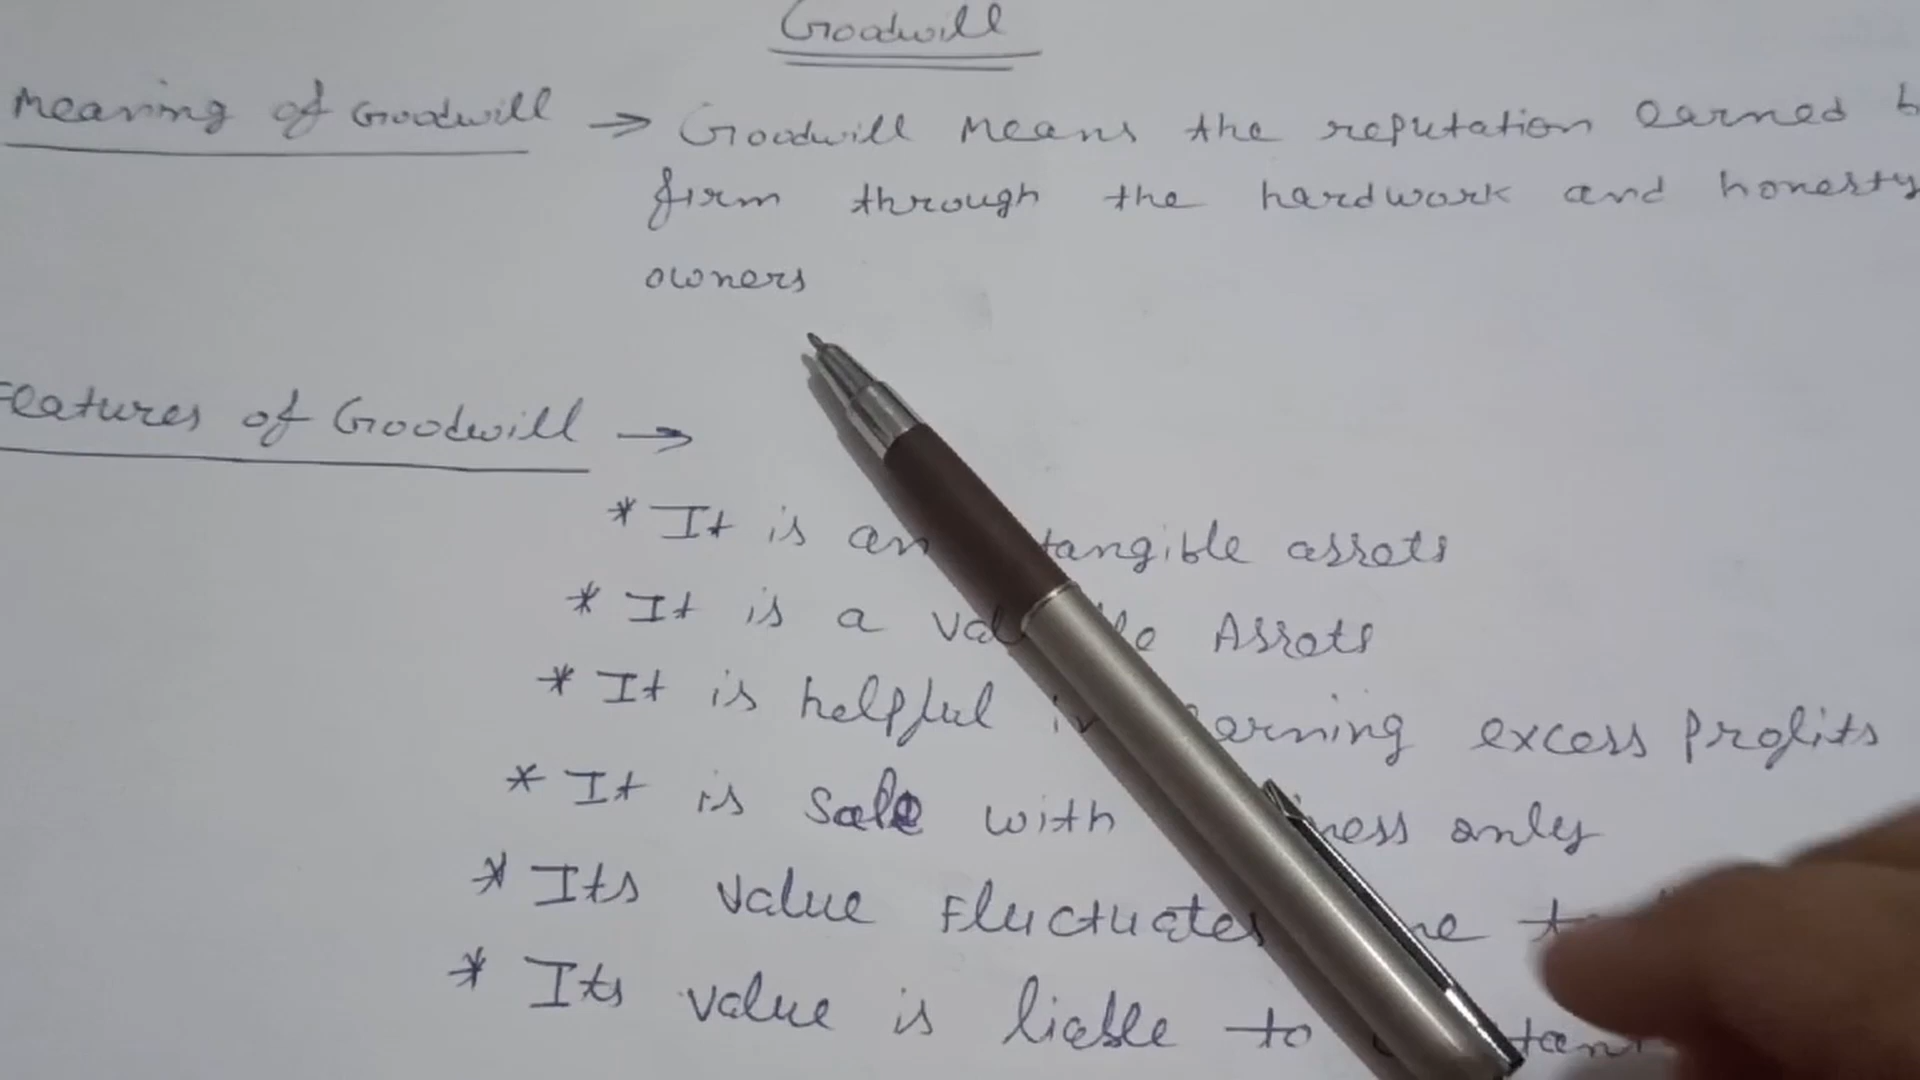 Goodwill
Meaning of Goodwill → Goodwill Means the reputation earned
firm through the hardwork and honesty
owners
Features of Goodwill →
* It is an tangible assets
* It is a Assets
* It is helpful earning excess Profits
* It is Sale with only
* Its value Fluctuates
* Its value is liable to